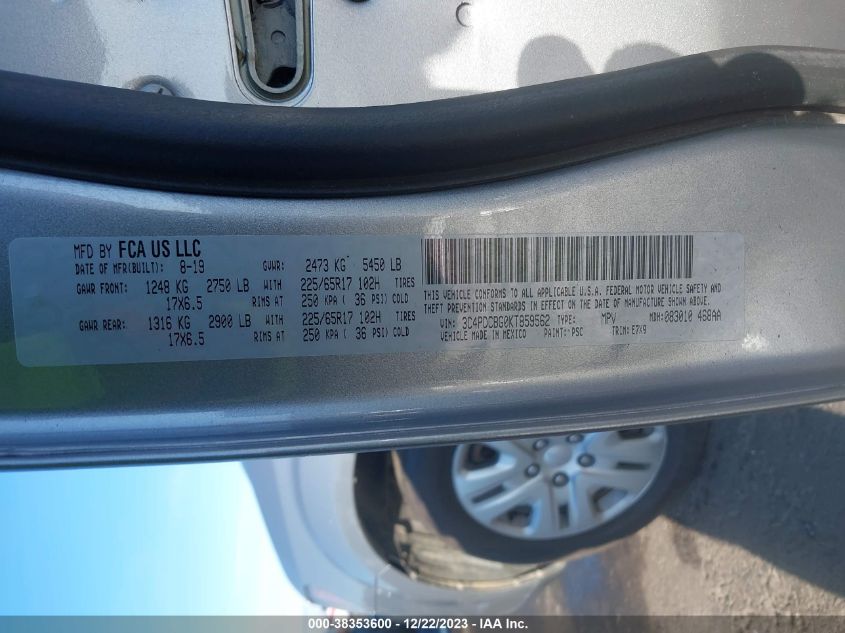 MFD BY FCA US LLC
DATE OF MFR(BUILT): 8-19 GVWR: 2473 KG 5450 LB
GAWR FRONT: 1248 KG 2750 LB WITH 225/65R17 102H TIRES
17X6.5 RIMS AT 250 KPA ( 36 PSI) COLD
GAWR REAR: 1316 KG 2900 LB WITH 225/65R17 102H TIRES
17X6.5 RIMS AT 250 KPA ( 36 PSI) COLD
THIS VEHICLE CONFORMS TO ALL APPLICABLE U.S.A. FEDERAL MOTOR VEHICLE SAFETY
AND THEFT PREVENTION STANDARDS IN EFFECT ON THE DATE OF MANUFACTURE SHOWN ABOVE.
VIN: 3C4PDCBG0KT859562 TYPE: MPV MDH: 083010 468AA
VEHICLE MADE IN MEXICO PAINT: PSC TRIM: E7X9
000-38353600 - 12/22/2023 - IAAI.COM